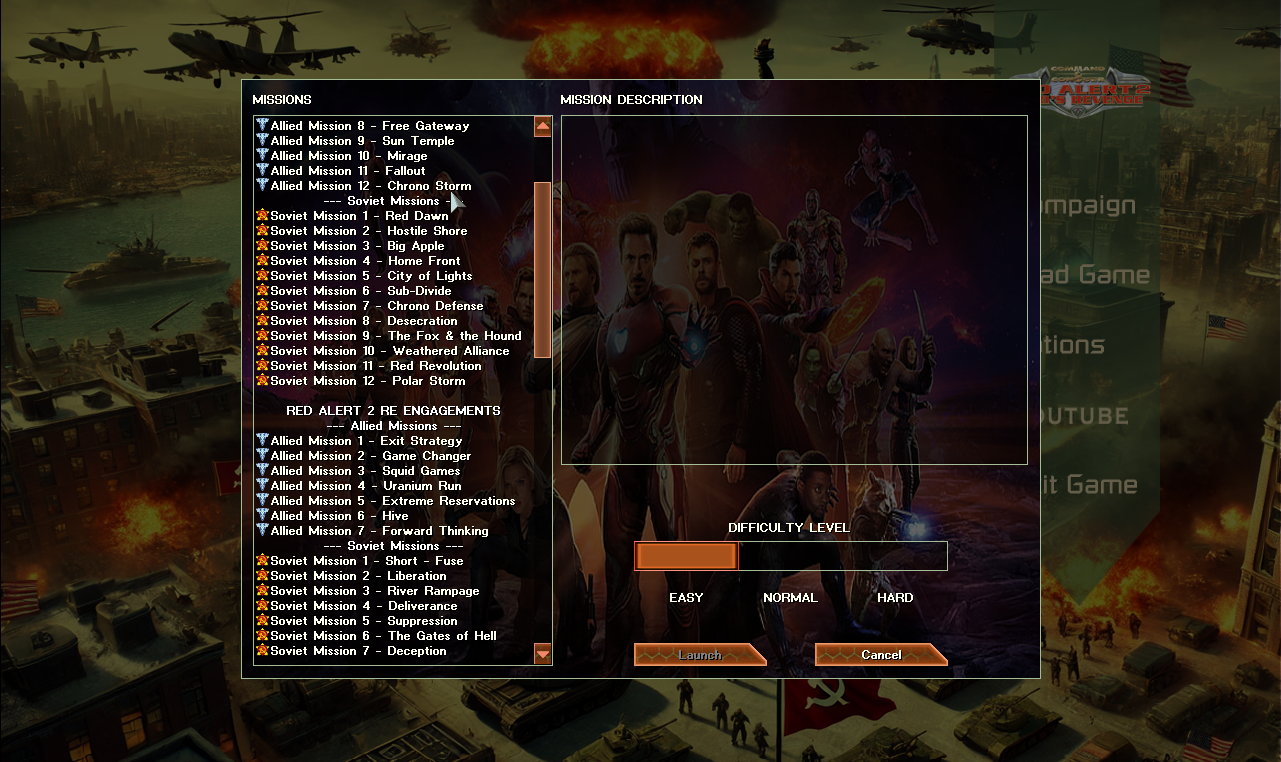 MISSIONS
MISSION DESCRIPTION
Allied Mission 8 - Free Gateway
Allied Mission 9 - Sun Temple
Allied Mission 10 - Mirage
Allied Mission 11 - Fallout
Allied Mission 12 - Chrono Storm
--- Soviet Missions -
Soviet Mission 1 - Red Dawn
Soviet Mission 2 - Hostile Shore
Soviet Mission 3 - Big Apple
Soviet Mission 4 - Home Front
Soviet Mission 5 - City of Lights
Soviet Mission 6 - Sub-Divide
Soviet Mission 7 - Chrono Defense
Soviet Mission 8 - Desecration
Soviet Mission 9 - The Fox & the Hound
Soviet Mission 10 - Weathered Alliance
Soviet Mission 11 - Red Revolution
Soviet Mission 12 - Polar Storm
RED ALERT 2 RE ENGAGEMENTS
--- Allied Missions ---
Allied Mission 1 - Exit Strategy
Allied Mission 2 - Game Changer
Allied Mission 3 - Squid Games
Allied Mission 4 - Uranium Run
Allied Mission 5 - Extreme Reservations
Allied Mission 6 - Hive
Allied Mission 7 - Forward Thinking
--- Soviet Missions ---
Soviet Mission 1 - Short - Fuse
Soviet Mission 2 - Liberation
Soviet Mission 3 - River Rampage
Soviet Mission 4 - Deliverance
Soviet Mission 5 - Suppression
Soviet Mission 6 - The Gates of Hell
Soviet Mission 7 - Deception
DIFFICULTY LEVEL
EASY
NORMAL
HARD
Launch
Cancel
COMMAND
& CONQUER
D ALERT 2
I'S REVENGE
mpaign
ad Game
tions
OUTUBE
it Game